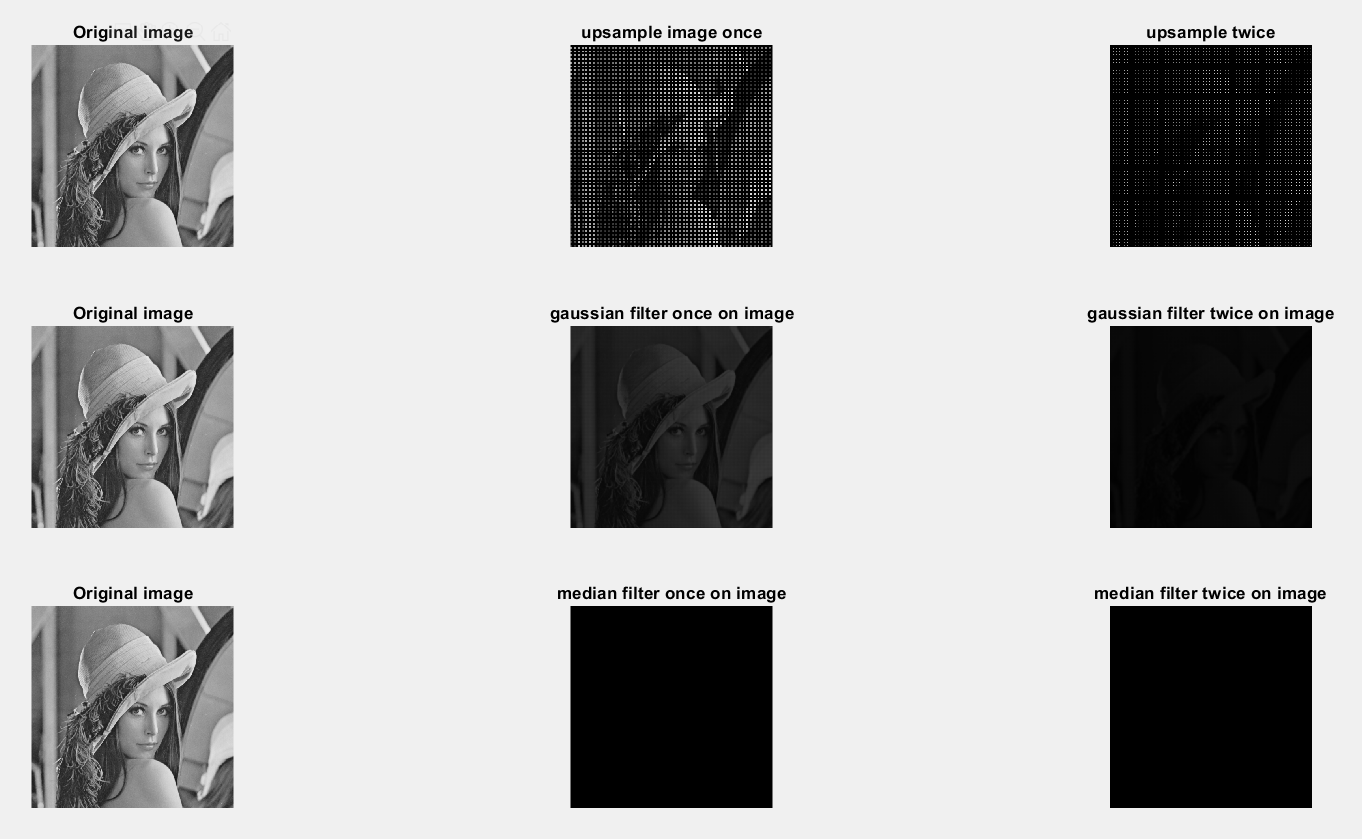 Original image
upsample image once
upsample twice
Original image
gaussian filter once on image
gaussian filter twice on image
Original image
median filter once on image
median filter twice on image